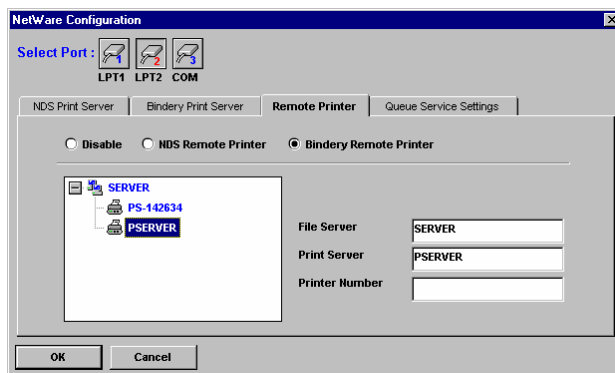 NetWare Configuration
Select Port :
1 2 3
LPT1 LPT2 COM
NDS Print Server Bindery Print Server Remote Printer Queue Service Settings
Disable NDS Remote Printer Bindery Remote Printer
SERVER
PS-142634
PSERVER
File Server SERVER
Print Server PSERVER
Printer Number
OK Cancel